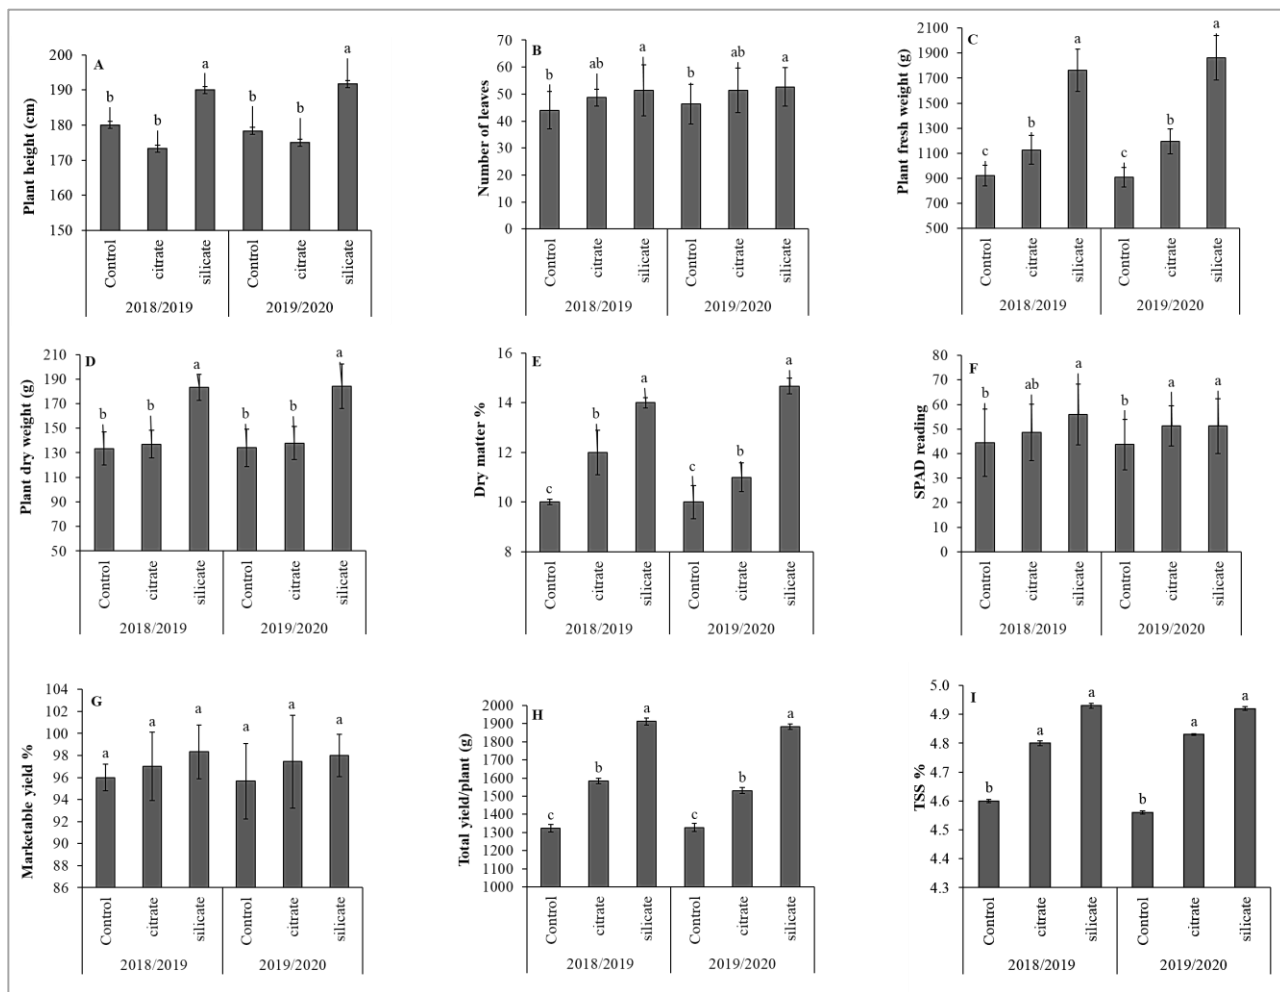 A
Plant height (cm)
200
190
180
170
160
150
b
b
a
b
b
a
Control
citrate
silicate
Control
citrate
silicate
2018/2019
2019/2020
B
Number of leaves
70
60
50
40
30
20
10
0
b
ab
a
b
ab
a
Control
citrate
silicate
Control
citrate
silicate
2018/2019
2019/2020
C
Plant fresh weight (g)
2100
1900
1700
1500
1300
1100
900
700
500
c
b
a
c
b
a
Control
citrate
silicate
Control
citrate
silicate
2018/2019
2019/2020
D
Plant dry weight (g)
210
190
170
150
130
110
90
70
50
b
b
a
b
b
a
Control
citrate
silicate
Control
citrate
silicate
2018/2019
2019/2020
E
Dry matter %
16
14
12
10
8
c
b
a
c
b
a
Control
citrate
silicate
Control
citrate
silicate
2018/2019
2019/2020
F
SPAD reading
80
70
60
50
40
30
20
10
0
b
ab
a
b
a
a
Control
citrate
silicate
Control
citrate
silicate
2018/2019
2019/2020
G
Marketable yield %
104
102
100
98
96
94
92
90
88
86
a
a
a
a
a
a
Control
citrate
silicate
Control
citrate
silicate
2018/2019
2019/2020
H
Total yield/plant (g)
2000
1900
1800
1700
1600
1500
1400
1300
1200
1100
1000
c
b
a
c
b
a
Control
citrate
silicate
Control
citrate
silicate
2018/2019
2019/2020
I
TSS %
5.0
4.9
4.8
4.7
4.6
4.5
4.4
4.3
b
a
a
b
a
a
Control
citrate
silicate
Control
citrate
silicate
2018/2019
2019/2020